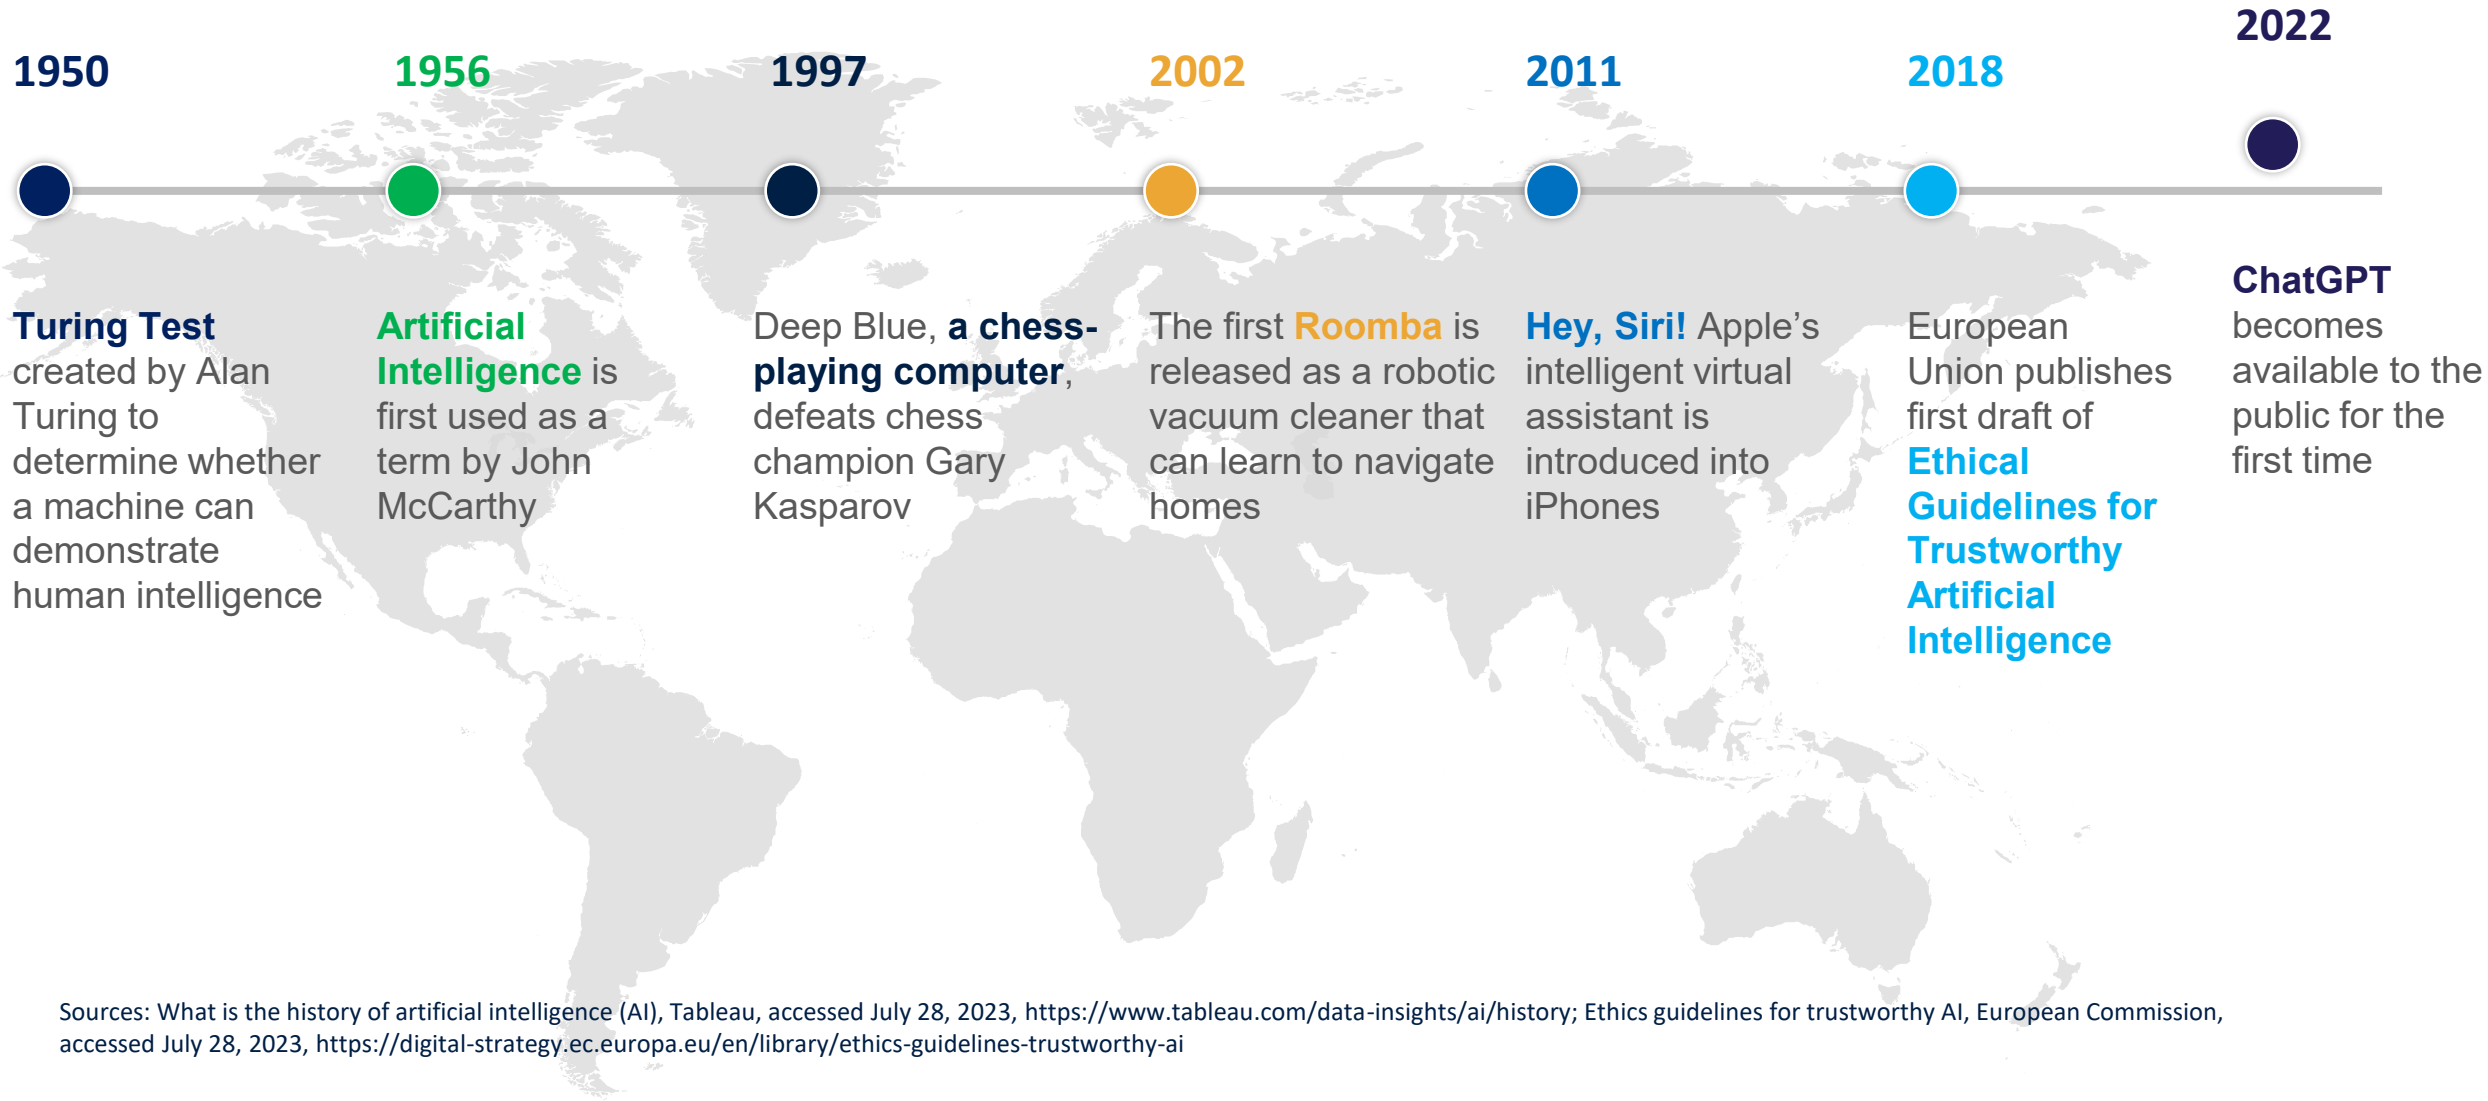 1950
Turing Test
created by Alan
Turing to
determine whether
a machine can
demonstrate
human intelligence
1956
Artificial
Intelligence is
first used as a
term by John
McCarthy
1997
Deep Blue, a chess-
playing computer,
defeats chess
champion Gary
Kasparov
2002
The first Roomba is
released as a robotic
vacuum cleaner that
can learn to navigate
homes
2011
Hey, Siri! Apple’s
intelligent virtual
assistant is
introduced into
iPhones
2018
European
Union publishes
first draft of
Ethical
Guidelines for
Trustworthy
Artificial
Intelligence
2022
ChatGPT
becomes
available to the
public for the
first time
Sources: What is the history of artificial intelligence (AI), Tableau, accessed July 28, 2023, https://www.tableau.com/data-insights/ai/history; Ethics guidelines for trustworthy AI, European Commission,
accessed July 28, 2023, https://digital-strategy.ec.europa.eu/en/library/ethics-guidelines-trustworthy-ai